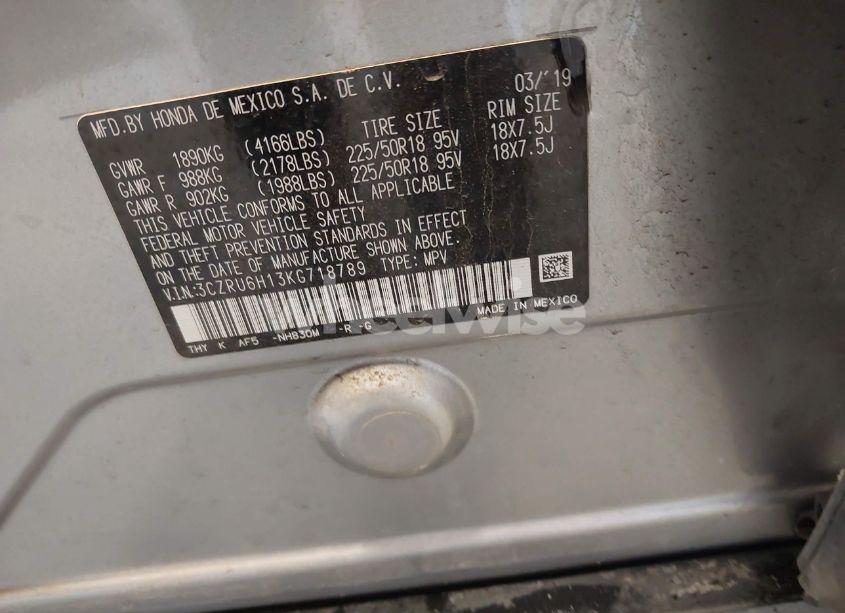 MFD.BY HONDA DE MEXICO S.A. DE C.V. 03/'19
GVWR 1890KG (4166LBS) TIRE SIZE RIM SIZE
GAWR F 988KG (2178LBS) 225/50R18 95V 18X7.5J
GAWR R 902KG (1988LBS) 225/50R18 95V 18X7.5J
THIS VEHICLE CONFORMS TO ALL APPLICABLE
FEDERAL MOTOR VEHICLE SAFETY
AND THEFT PREVENTION STANDARDS IN EFFECT
ON THE DATE OF MANUFACTURE SHOWN ABOVE.
V.I.N:3CZRU6H13KG718789 TYPE: MPV
MADE IN MEXICO
THY K AF5 -NH830M -R -G
wheelwise